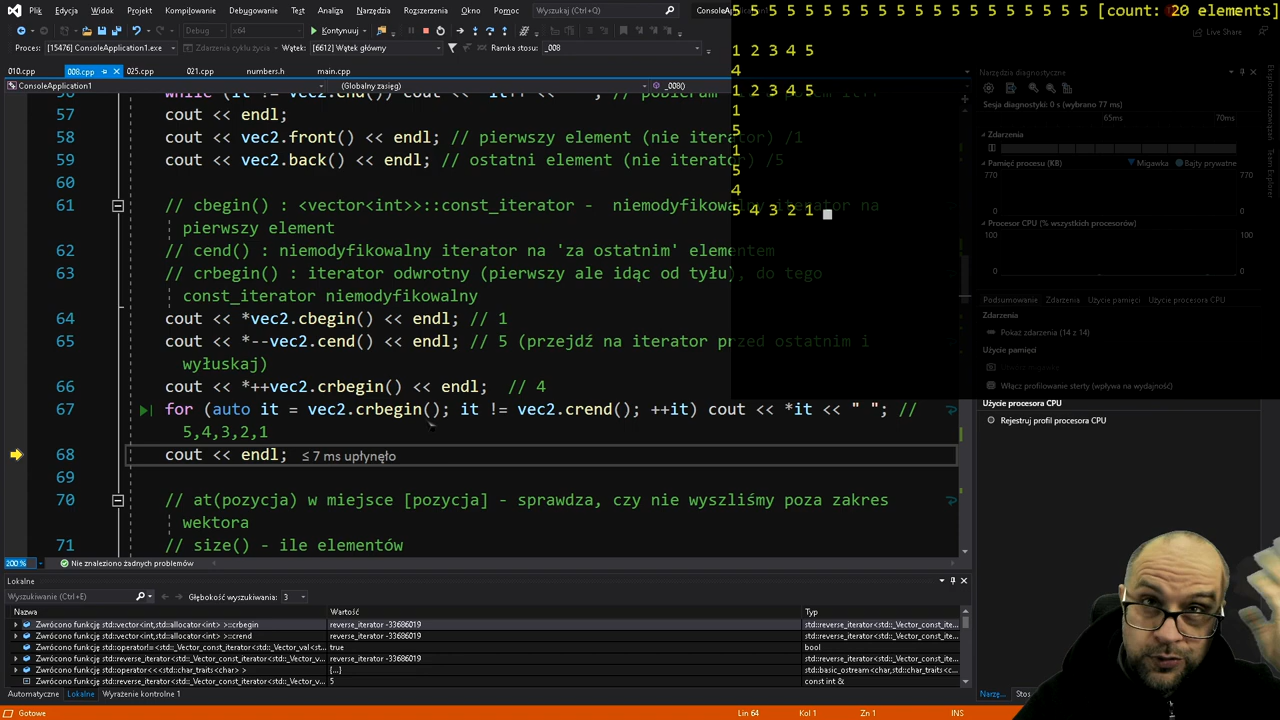 Plik
Edycja
Widok
Projekt
Kompilowanie
Debugowanie
Test
Analiza
Narzędzia
Rozszerzenia
Okno
Pomoc
Wyszukaj (Ctrl+Q)
5 5 5 5 5 5 5 5 5 5 5 5 5 5 5 5 5 5 5 5 [count: 20 elements]
Debug
x64
Kontynuuj
Live Share
Proces: [15476] ConsoleApplication1.exe
Zdarzenia cyklu życia
Wątek: [6612] Wątek główny
Ramka stosu: _008
1 2 3 4 5
4
1 2 3 4 5
1
5
1
5
4
5 4 3 2 1
010.cpp
008.cpp
025.cpp
021.cpp
numbers.h
main.cpp
ConsoleApplication1
(Globalny zasięg)
_008()
57 cout << endl;
58 cout << vec2.front() << endl; // pierwszy element (nie iterator) /1
59 cout << vec2.back() << endl; // ostatni element (nie iterator) /5
60
61 // cbegin() : <vector<int>>::const_iterator - niemodyfikowalny iterator na
pierwszy element
62 // cend() : niemodyfikowalny iterator na 'za ostatnim' elementem
63 // crbegin() : iterator odwrotny (pierwszy ale idąc od tyłu), do tego
const_iterator niemodyfikowalny
64 cout << *vec2.cbegin() << endl; // 1
65 cout << *--vec2.cend() << endl; // 5 (przejdź na iterator przed ostatnim i
wyłuskaj)
66 cout << *++vec2.crbegin() << endl; // 4
67 for (auto it = vec2.crbegin(); it != vec2.crend(); ++it) cout << *it << " "; //
5,4,3,2,1
68 cout << endl; ≤ 7 ms upłynęło
69
70 // at(pozycja) w miejsce [pozycja] - sprawdza, czy nie wyszliśmy poza zakres
wektora
71 // size() - ile elementów
200 %
Nie znaleziono żadnych problemów
Narzędzia diagnostyczne
Sesja diagnostyki: 0 s (wybrano 77 ms)
65ms
70ms
Zdarzenia
Pamięć procesu (KB)
Migawka
Bajty prywatne
770
770
0
0
Procesor CPU (% wszystkich procesorów)
100
100
0
0
Podsumowanie
Zdarzenia
Użycie pamięci
Użycie procesora CPU
Zdarzenia
Pokaż zdarzenia (14 z 14)
Użycie pamięci
Włącz profilowanie sterty (wpływa na wydajność)
Użycie procesora CPU
Rejestruj profil procesora CPU
Eksplorator rozwiązań
Team Explorer
Lokalne
Wyszukiwanie (Ctrl+E)
Głębokość wyszukiwania: 3
Nazwa
Wartość
Typ
Zwrócono funkcję std::vector<int,std::allocator<int> >::crbegin
reverse_iterator -33686019
std::reverse_iterator<std::_Vector_const_ite...
Zwrócono funkcję std::vector<int,std::allocator<int> >::crend
reverse_iterator -33686019
std::reverse_iterator<std::_Vector_const_ite...
Zwrócono funkcję std::operator!=<std::_Vector_const_iterator<std::_Vector_val<st...
true
bool
Zwrócono funkcję std::reverse_iterator<std::_Vector_const_iterator<std::_Vector_v...
reverse_iterator -33686019
std::reverse_iterator<std::_Vector_const_ite...
Zwrócono funkcję std::operator<<<std::char_traits<char> >
{...}
std::basic_ostream<char,std::char_traits<c...
Zwrócono funkcję std::reverse_iterator<std::_Vector_const_iterator<std::_Vector_v...
5
const int &
Automatyczne
Lokalne
Wyrażenie kontrolne 1
Narzę...
Stos
Gotowe
Lin 64
Kol 1
Zn 1
INS